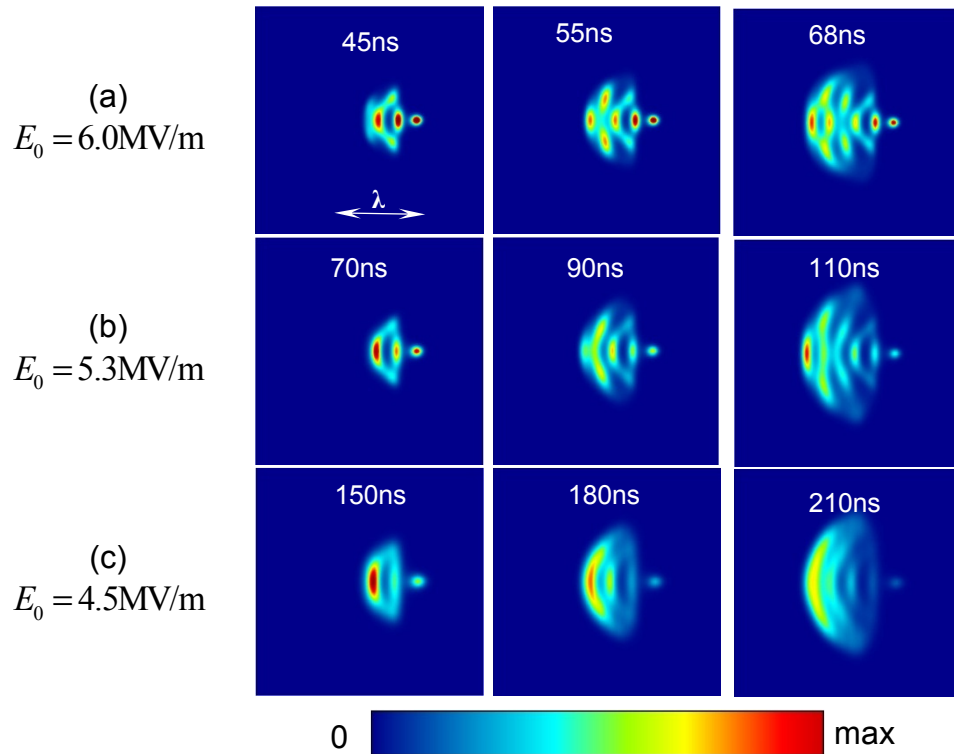 45ns
55ns
68ns
(a)
E₀ = 6.0MV/m
λ
70ns
90ns
110ns
(b)
E₀ = 5.3MV/m
150ns
180ns
210ns
(c)
E₀ = 4.5MV/m
0
max